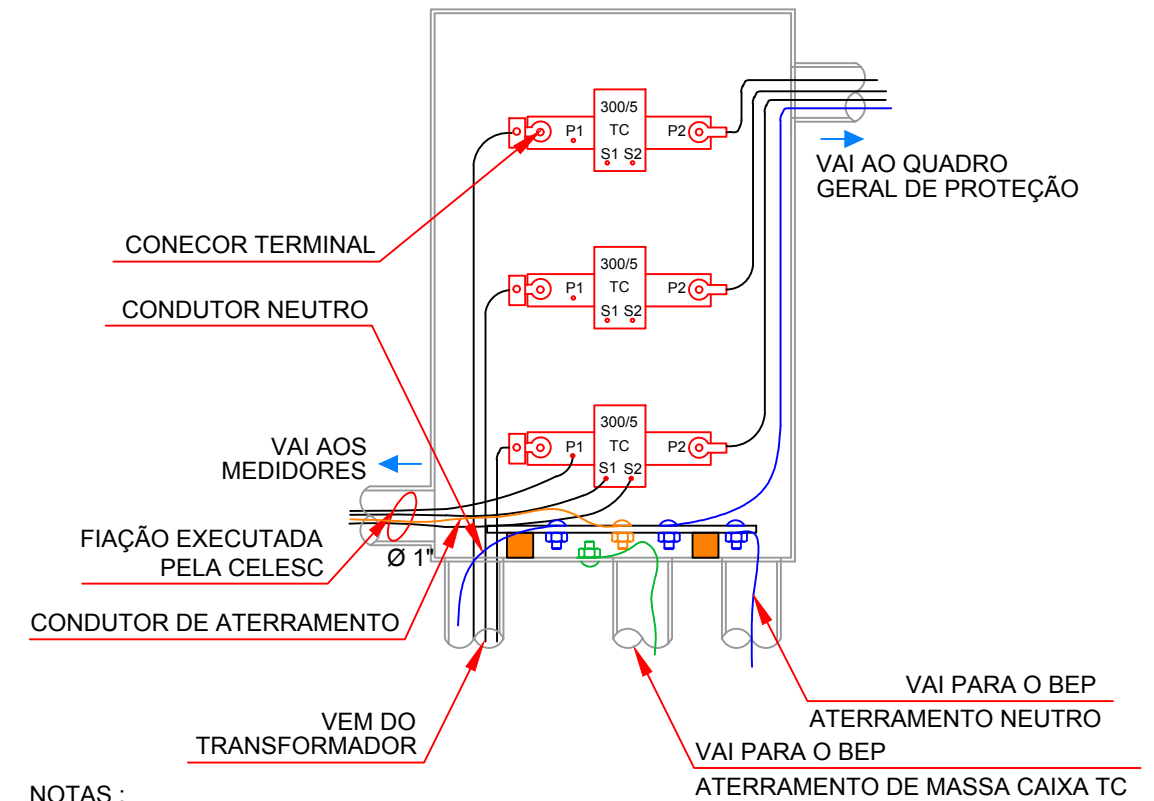 300/5
TC
P1
P2
S1 S2
VAI AO QUADRO
GERAL DE PROTEÇÃO
CONECOR TERMINAL
300/5
TC
P1
P2
S1 S2
CONDUTOR NEUTRO
300/5
TC
P1
P2
S1 S2
VAI AOS
MEDIDORES
FIAÇÃO EXECUTADA
PELA CELESC
Ø 1"
CONDUTOR DE ATERRAMENTO
VEM DO
TRANSFORMADOR
VAI PARA O BEP
ATERRAMENTO NEUTRO
VAI PARA O BEP
ATERRAMENTO DE MASSA CAIXA TC
NOTAS :